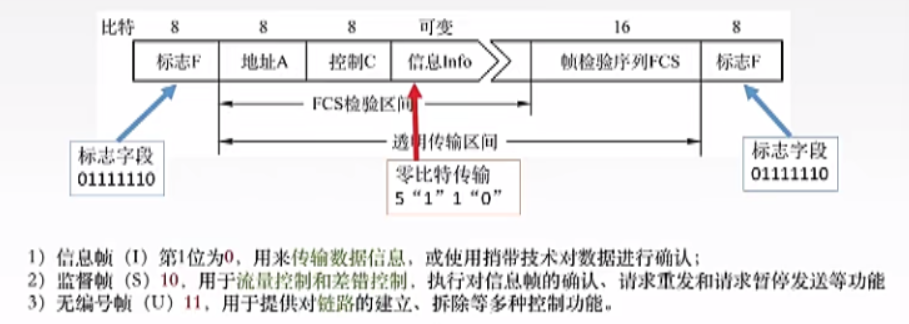 比特 8 8 8 可变 16 8
标志F 地址A 控制C 信息Info 帧检验序列FCS 标志F
FCS检验区间
透明传输区间
标志字段
01111110
零比特传输
5“1”1“0”
标志字段
01111110
1）信息帧（I）第1位为0，用来传输数据信息，或使用捎带技术对数据进行确认；
2）监督帧（S）10，用于流量控制和差错控制，执行对信息帧的确认、请求重发和请求暂停发送等功能
3）无编号帧（U）11，用于提供对链路的建立、拆除等多种控制功能。